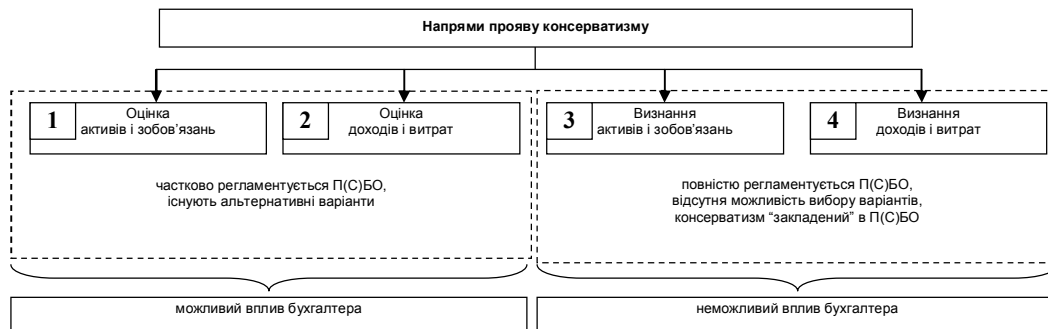 Напрями прояву консерватизму
1
Оцінка
активів і зобов’язань
2
Оцінка
доходів і витрат
3
Визнання
активів і зобов’язань
4
Визнання
доходів і витрат
частково регламентується П(С)БО,
існують альтернативні варіанти
повністю регламентується П(С)БО,
відсутня можливість вибору варіантів,
консерватизм “закладений” в П(С)БО
можливий вплив бухгалтера
неможливий вплив бухгалтера